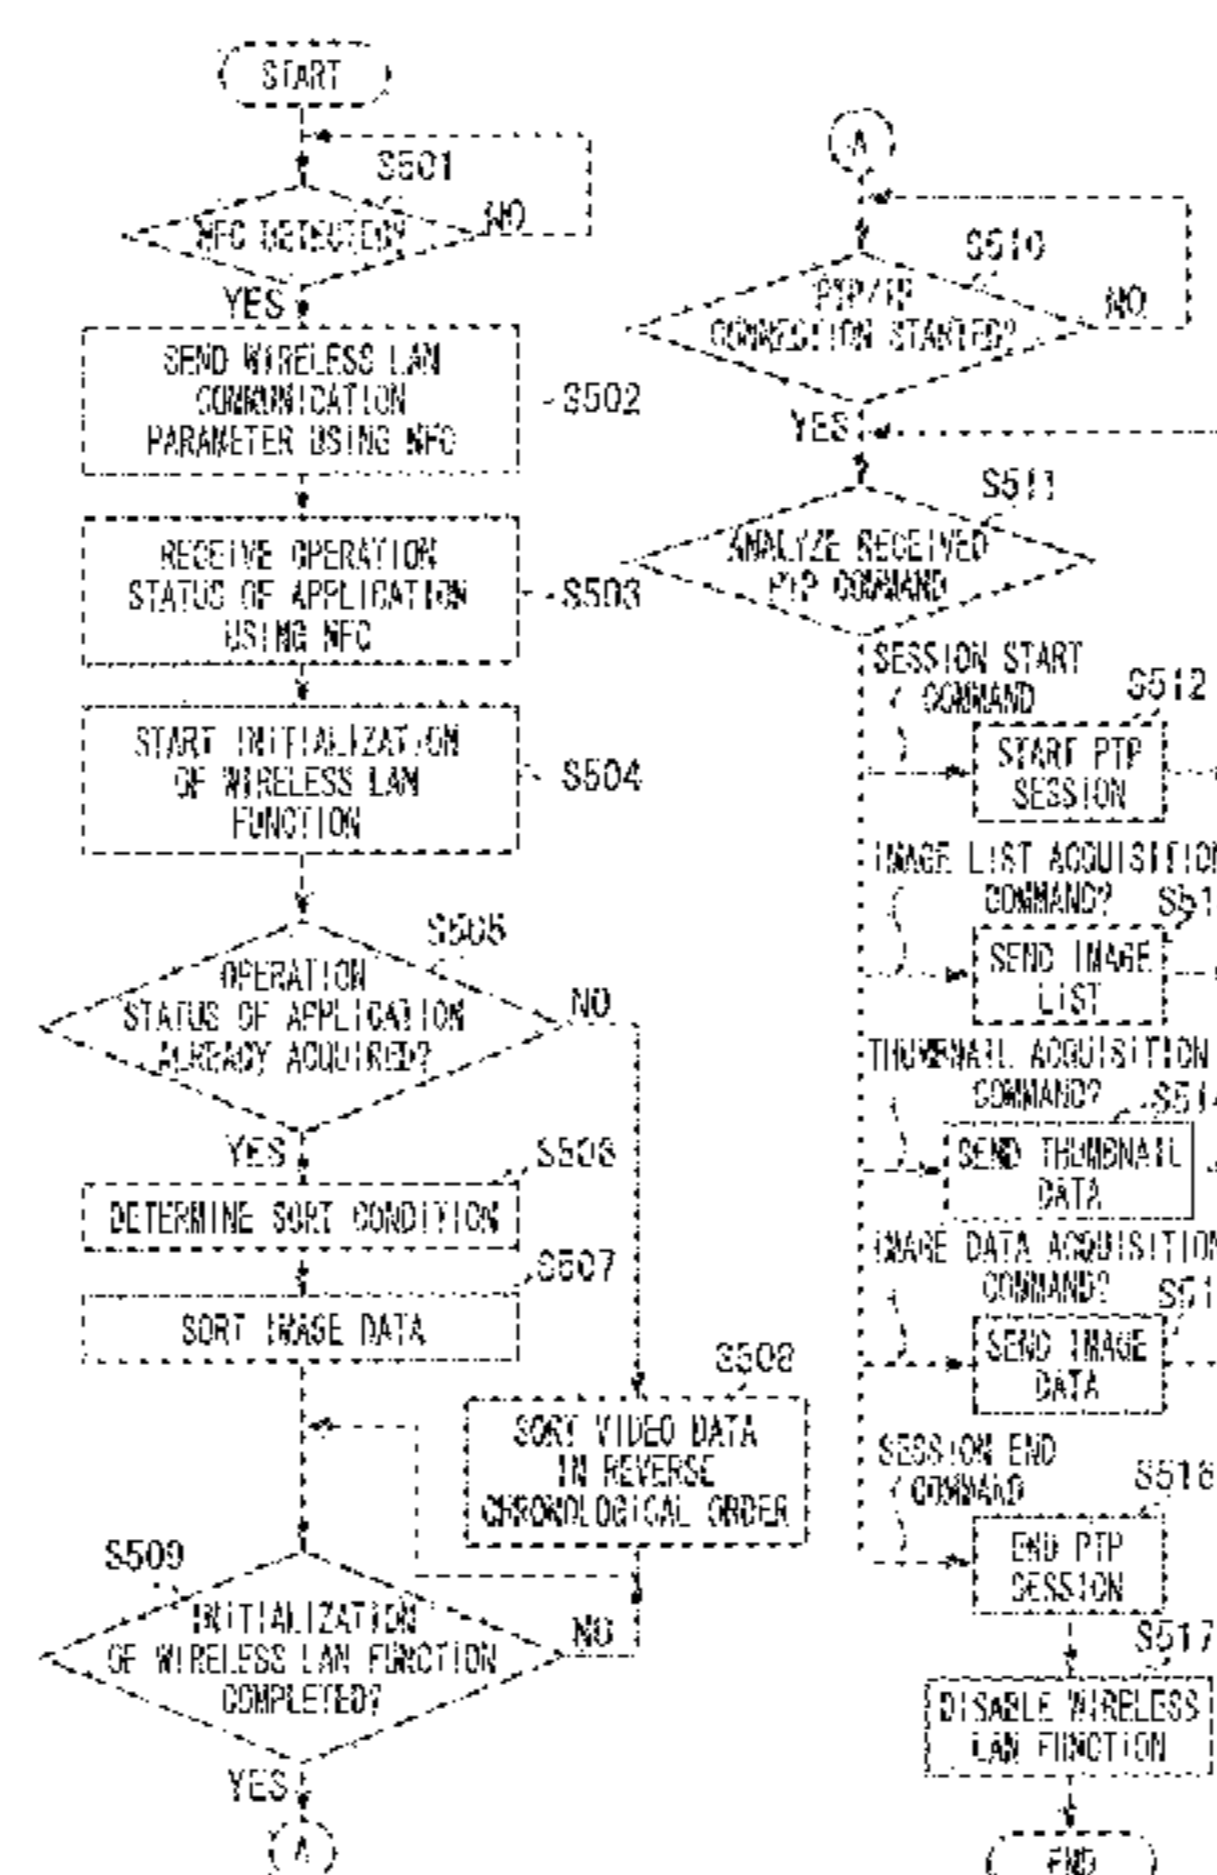 START
S501
NFC DETECTED?
NO
YES
SEND WIRELESS LAN
COMMUNICATION
PARAMETER USING NFC
S502
RECEIVE OPERATION
STATUS OF APPLICATION
USING NFC
S503
START INITIALIZATION
OF WIRELESS LAN
FUNCTION
S504
S505
OPERATION
STATUS OF APPLICATION
ALREADY ACQUIRED?
NO
YES
S506
DETERMINE SORT CONDITION
S507
SORT IMAGE DATA
S508
SORT VIDEO DATA
IN REVERSE
CHRONOLOGICAL ORDER
S509
INITIALIZATION
OF WIRELESS LAN FUNCTION
COMPLETED?
NO
YES
A
A
S510
PTP/IP
CONNECTION STARTED?
NO
YES
S511
ANALYZE RECEIVED
PTP COMMAND
SESSION START
COMMAND
S512
START PTP
SESSION
IMAGE LIST ACQUISITION
COMMAND?
S51
SEND IMAGE
LIST
THUMBNAIL ACQUISITION
COMMAND?
S514
SEND THUMBNAIL
DATA
IMAGE DATA ACQUISITION
COMMAND?
S51
SEND IMAGE
DATA
SESSION END
COMMAND
S516
END PTP
SESSION
S517
DISABLE WIRELESS
LAN FUNCTION
END